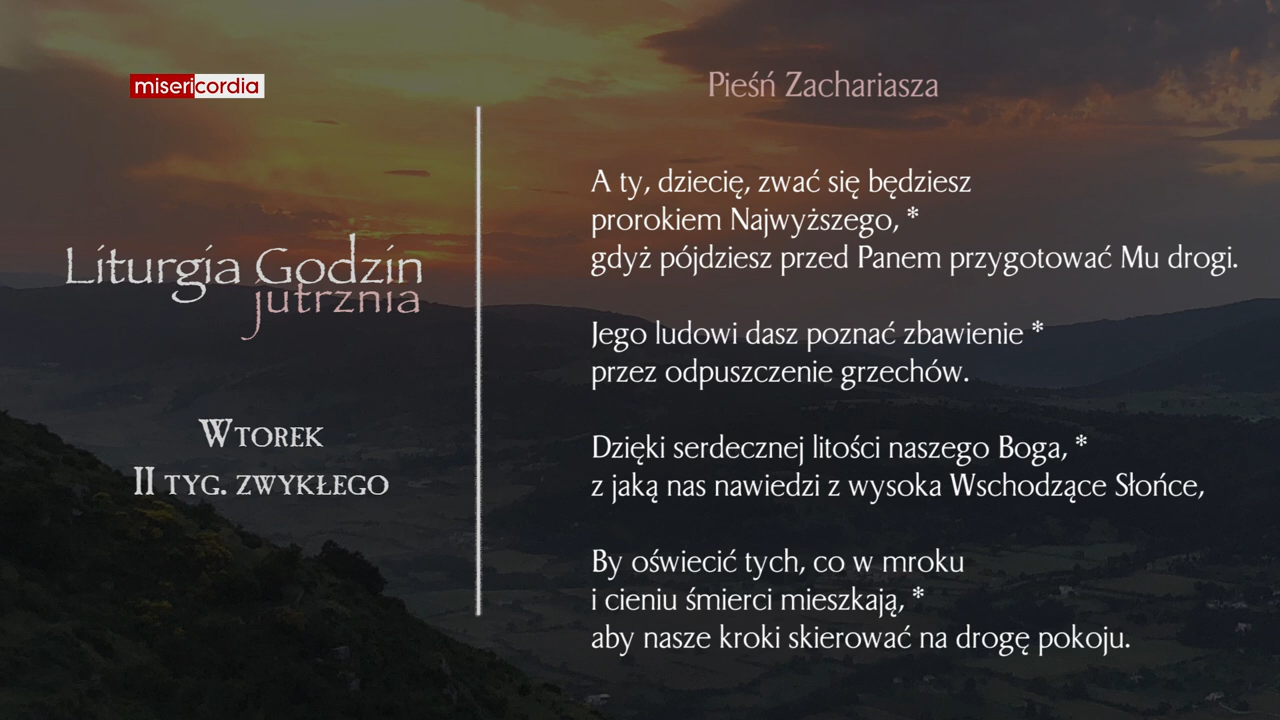 misericordia
Liturgia Godzin
jutrznia
Wtorek
II tyg. zwykłego
Pieśń Zachariasza
A ty, dziecię, zwać się będziesz
prorokiem Najwyższego, *
gdyż pójdziesz przed Panem przygotować Mu drogi.
Jego ludowi dasz poznać zbawienie *
przez odpuszczenie grzechów.
Dzięki serdecznej litości naszego Boga, *
z jaką nas nawiedzi z wysoka Wschodzące Słońce,
By oświecić tych, co w mroku
i cieniu śmierci mieszkają, *
aby nasze kroki skierować na drogę pokoju.